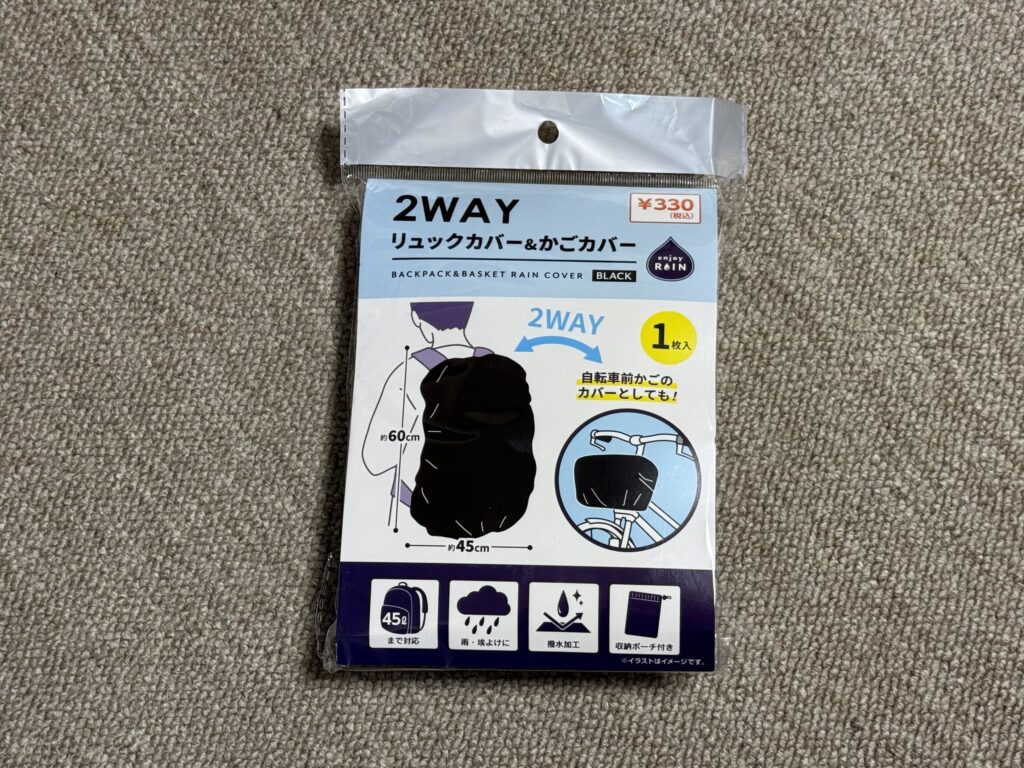 2WAY
¥330
(税込)
リュックカバー&かごカバー
BACKPACK&BASKET RAIN COVER BLACK
enjoy
RAIN
2WAY
1枚入
自転車前かごの
カバーとしても!
約60cm
約45cm
45ℓ
まで対応
雨・埃よけに
撥水加工
収納ポーチ付き
※イラストはイメージです。